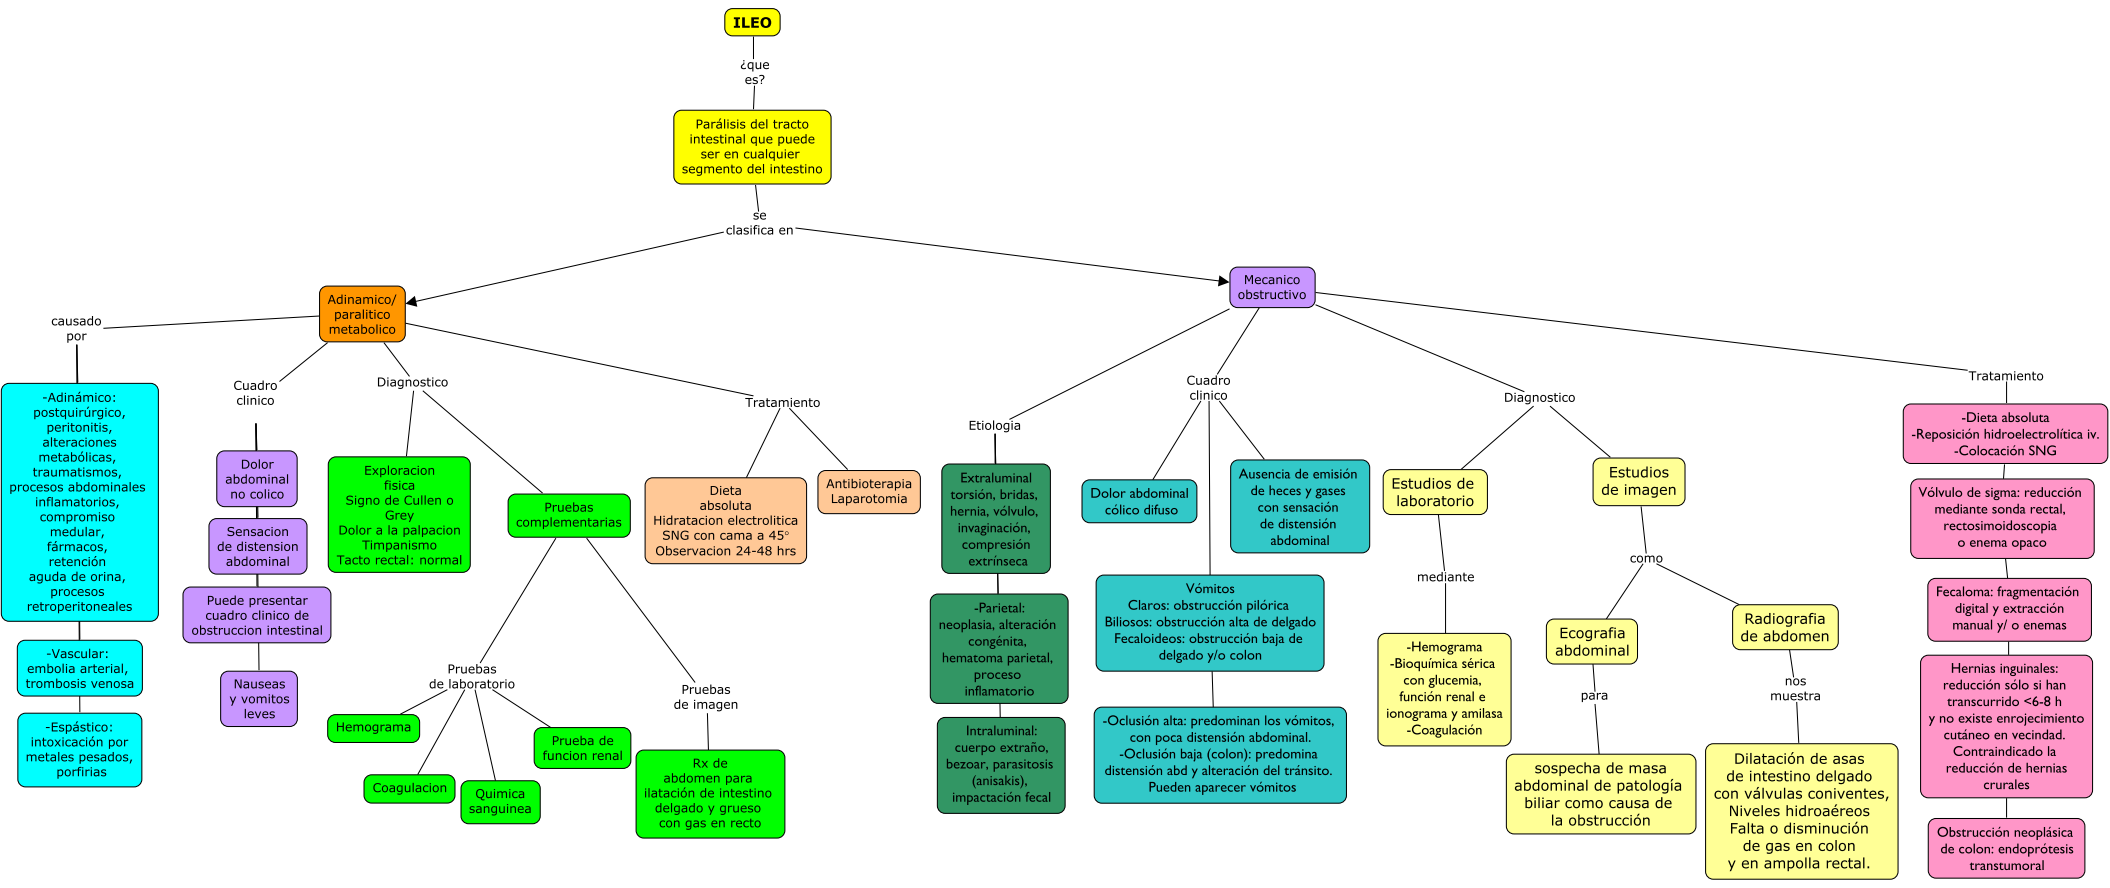 ILEO
¿que
es?
Parálisis del tracto
intestinal que puede
ser en cualquier
segmento del intestino
se
clasifica en
Adinamico/
paralitico
metabolico
causado
por
-Adinámico:
postquirúrgico,
peritonitis,
alteraciones
metabólicas,
traumatismos,
procesos abdominales
inflamatorios,
compromiso
medular,
fármacos,
retención
aguda de orina,
procesos
retroperitoneales
-Vascular:
embolia arterial,
trombosis venosa
-Espástico:
intoxicación por
metales pesados,
porfirias
Cuadro
clinico
Dolor
abdominal
no colico
Sensacion
de distension
abdominal
Puede presentar
cuadro clinico de
obstruccion intestinal
Nauseas
y vomitos
leves
Diagnostico
Exploracion
fisica
Signo de Cullen o
Grey
Dolor a la palpacion
Timpanismo
Tacto rectal: normal
Pruebas
complementarias
Pruebas
de laboratorio
Hemograma
Coagulacion
Quimica
sanguinea
Prueba de
funcion renal
Pruebas
de imagen
Rx de
abdomen para
ilatación de intestino
delgado y grueso
con gas en recto
Tratamiento
Dieta
absoluta
Hidratacion electrolitica
SNG con cama a 45°
Observacion 24-48 hrs
Antibioterapia
Laparotomia
Mecanico
obstructivo
Etiologia
Extraluminal
torsión, bridas,
hernia, vólvulo,
invaginación,
compresión
extrínseca
-Parietal:
neoplasia, alteración
congénita,
hematoma parietal,
proceso
inflamatorio
Intraluminal:
cuerpo extraño,
bezoar, parasitosis
(anisakis),
impactación fecal
Cuadro
clinico
Dolor abdominal
cólico difuso
Vómitos
Claros: obstrucción pilórica
Biliosos: obstrucción alta de delgado
Fecaloideos: obstrucción baja de
delgado y/o colon
-Oclusión alta: predominan los vómitos,
con poca distensión abdominal.
-Oclusión baja (colon): predomina
distensión abd y alteración del tránsito.
Pueden aparecer vómitos
Ausencia de emisión
de heces y gases
con sensación
de distensión
abdominal
Diagnostico
Estudios de
laboratorio
mediante
-Hemograma
-Bioquímica sérica
con glucemia,
función renal e
ionograma y amilasa
-Coagulación
Estudios
de imagen
como
Ecografia
abdominal
para
sospecha de masa
abdominal de patología
biliar como causa de
la obstrucción
Radiografia
de abdomen
nos
muestra
Dilatación de asas
de intestino delgado
con válvulas coniventes,
Niveles hidroaéreos
Falta o disminución
de gas en colon
y en ampolla rectal.
Tratamiento
-Dieta absoluta
-Reposición hidroelectrolítica iv.
-Colocación SNG
Vólvulo de sigma: reducción
mediante sonda rectal,
rectosimoidoscopia
o enema opaco
Fecaloma: fragmentación
digital y extracción
manual y/ o enemas
Hernias inguinales:
reducción sólo si han
transcurrido <6-8 h
y no existe enrojecimiento
cutáneo en vecindad.
Contraindicado la
reducción de hernias
crurales
Obstrucción neoplásica
de colon: endoprótesis
transtumoral